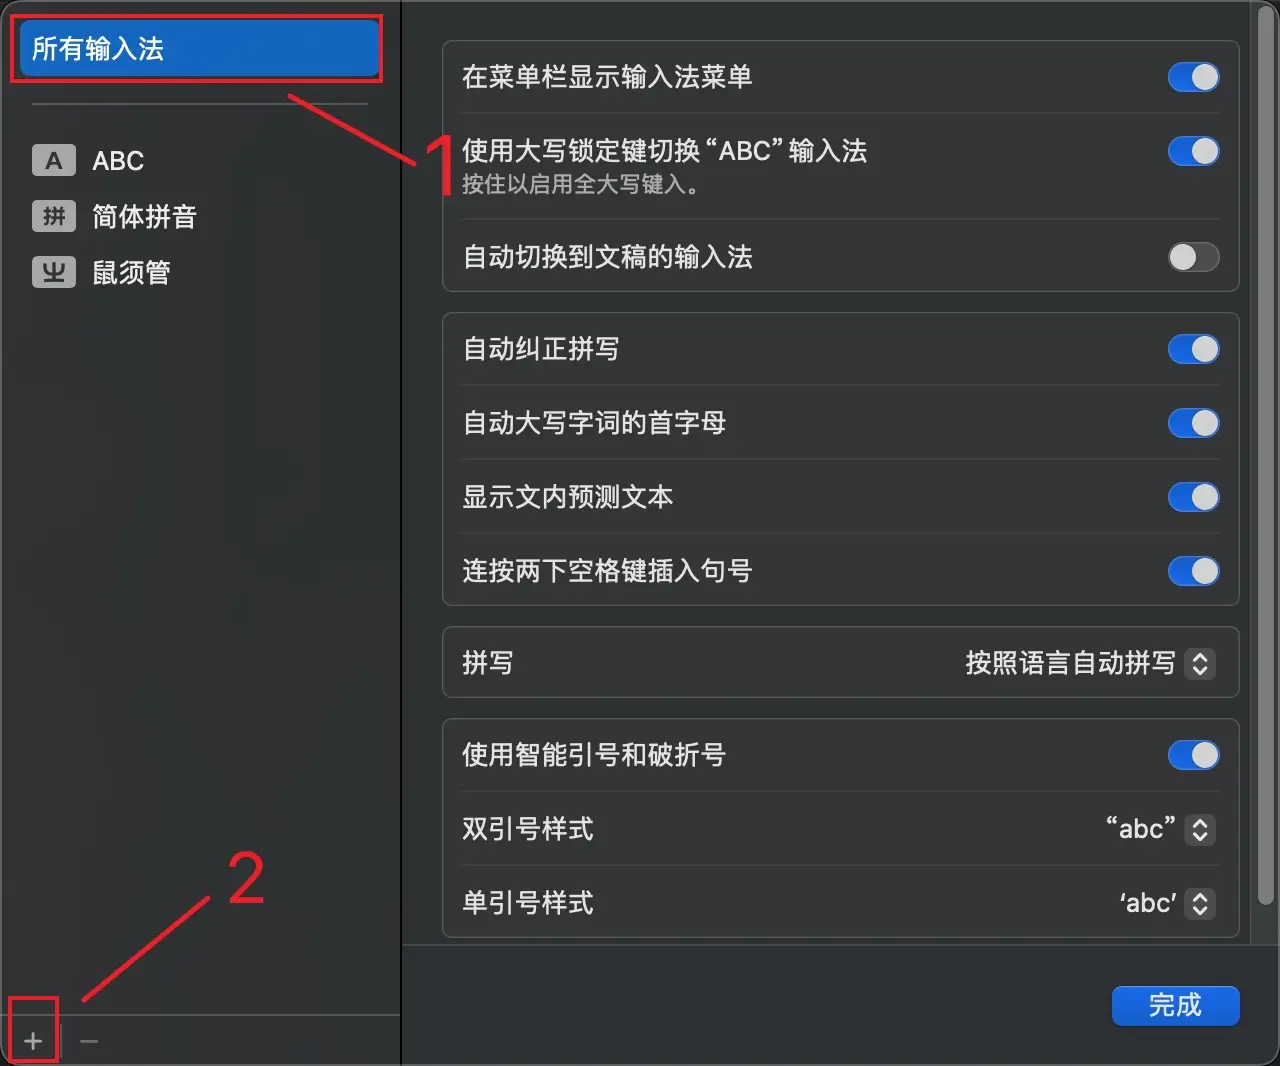 所有输入法
A ABC
拼 简体拼音
鼠须管
1
2
+ −
在菜单栏显示输入法菜单
使用大写锁定键切换“ABC”输入法
按住以启用全大写键入。
自动切换到文稿的输入法
自动纠正拼写
自动大写字词的首字母
显示文内预测文本
连按两下空格键插入句号
拼写 按照语言自动拼写
使用智能引号和破折号
双引号样式 “abc”
单引号样式 ‘abc’
完成